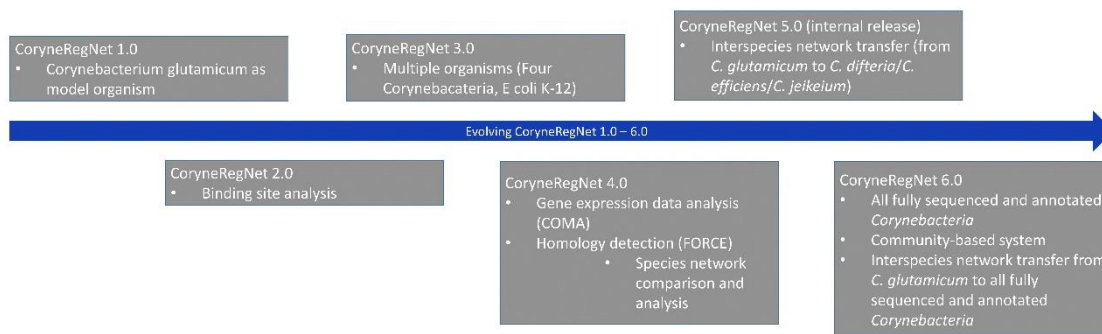 CoryneRegNet 1.0
• Corynebacterium glutamicum as
model organism
CoryneRegNet 3.0
• Multiple organisms (Four
Corynebacateria, E coli K-12)
CoryneRegNet 5.0 (internal release)
• Interspecies network transfer (from
C. glutamicum to C. difteria/C.
efficiens/C. jeikeium)
Evolving CoryneRegNet 1.0 – 6.0
CoryneRegNet 2.0
• Binding site analysis
CoryneRegNet 4.0
• Gene expression data analysis
(COMA)
• Homology detection (FORCE)
• Species network
comparison and
analysis
CoryneRegNet 6.0
• All fully sequenced and annotated
Corynebacteria
• Community-based system
• Interspecies network transfer from
C. glutamicum to all fully
sequenced and annotated
Corynebacteria